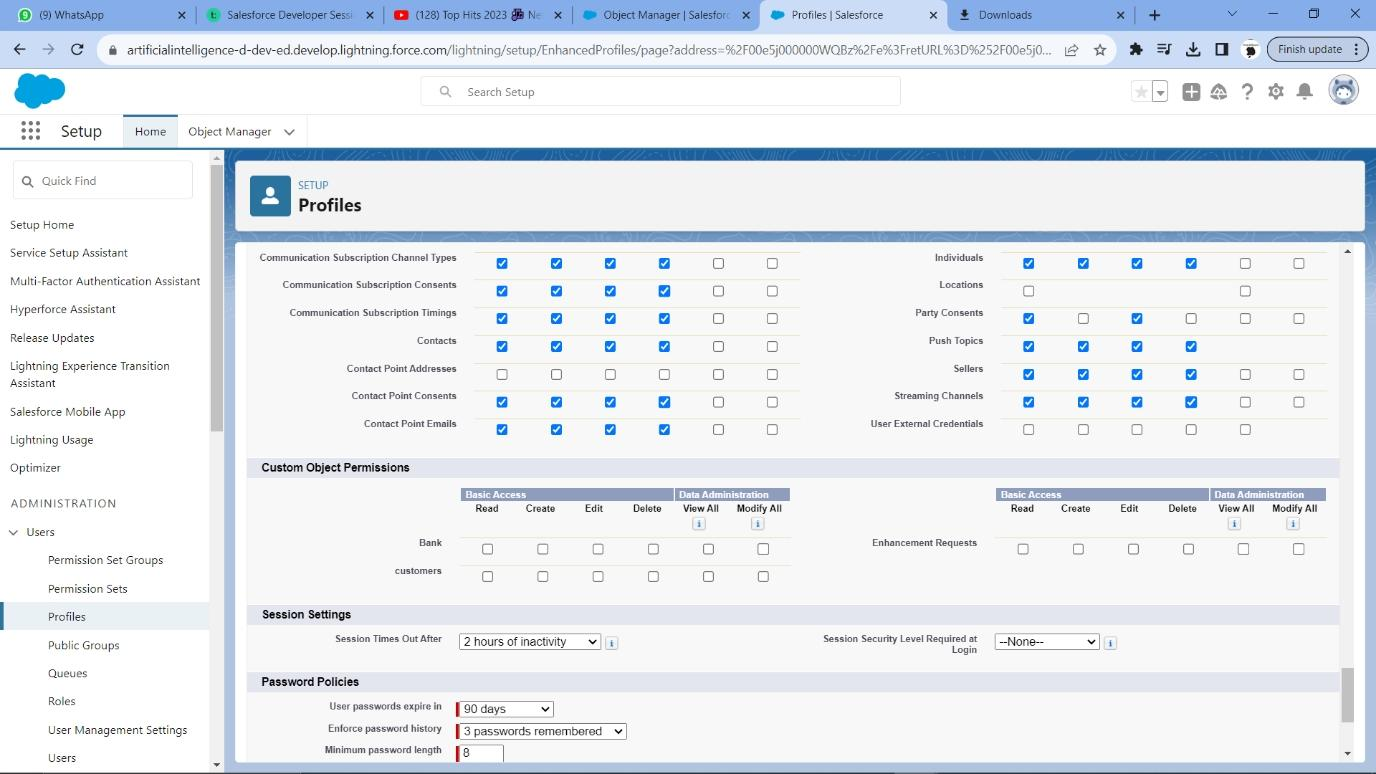 (9) WhatsApp
Salesforce Developer Sessi
(128) Top Hits 2023 🎧 Ne
Object Manager | Salesforc
Profiles | Salesforce
Downloads
artificialintelligence-d-dev-ed.develop.lightning.force.com/lightning/setup/EnhancedProfiles/page?address=%2F00e5j000000WQBz%2Fe%3FretURL%3D%252F00e5j0...
Finish update
Search Setup
Setup
Home
Object Manager
Quick Find
Setup Home
Service Setup Assistant
Multi-Factor Authentication Assistant
Hyperforce Assistant
Release Updates
Lightning Experience Transition
Assistant
Salesforce Mobile App
Lightning Usage
Optimizer
ADMINISTRATION
Users
Permission Set Groups
Permission Sets
Profiles
Public Groups
Queues
Roles
User Management Settings
Users
SETUP
Profiles
Communication Subscription Channel Types
Individuals
Communication Subscription Consents
Locations
Communication Subscription Timings
Party Consents
Contacts
Push Topics
Contact Point Addresses
Sellers
Contact Point Consents
Streaming Channels
Contact Point Emails
User External Credentials
Custom Object Permissions
Basic Access Data Administration
Basic Access Data Administration
Read Create Edit Delete View All Modify All
Read Create Edit Delete View All Modify All
Bank
Enhancement Requests
customers
Session Settings
Session Times Out After 2 hours of inactivity
Session Security Level Required at
Login
--None--
Password Policies
User passwords expire in 90 days
Enforce password history 3 passwords remembered
Minimum password length 8